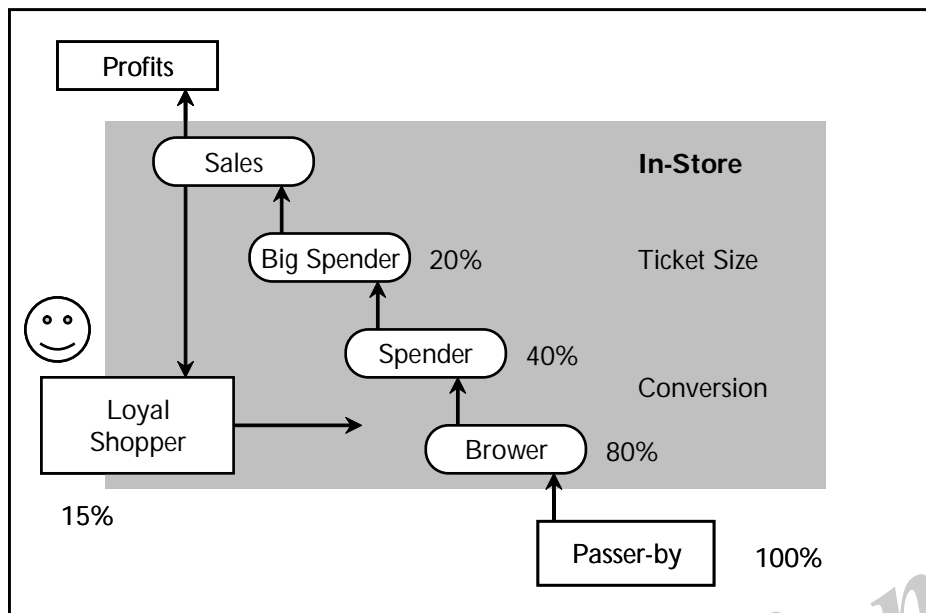 Profits
Sales
In-Store
Big Spender 20% Ticket Size
Spender 40%
Conversion
Loyal
Shopper
Brower 80%
15%
Passer-by 100%